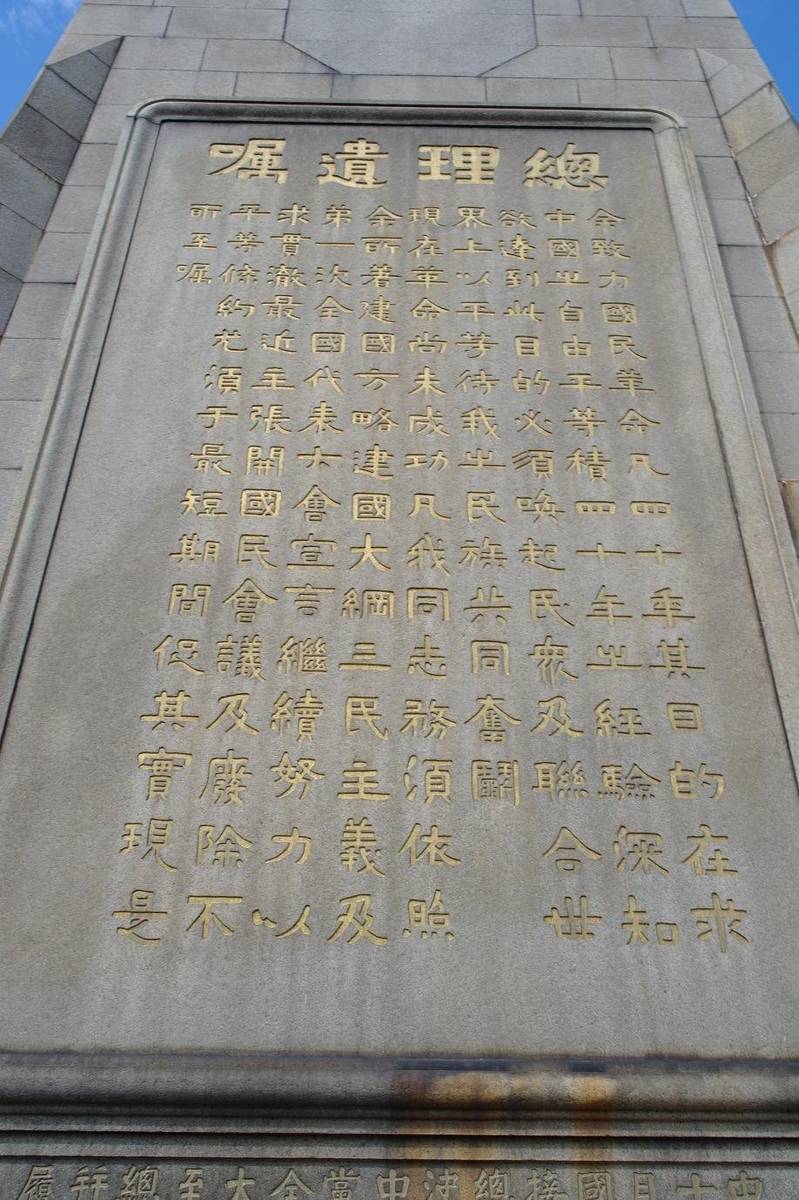 總理遺囑
余致力國民革命凡四十年其目的在求
中國之自由平等積四十年之經驗深知
欲達到此目的必須喚起民眾及聯合世
界上以平等待我之民族共同奮鬭
現在革命尚未成功凡我同志務須依照
余所著建國方略建國大綱三民主義及
弟一次全國代表大會宣言繼續努力以
求貫澈最近主張開國民會議及廢除不
平等條約尤須于最短期間促其實現是
所至囑